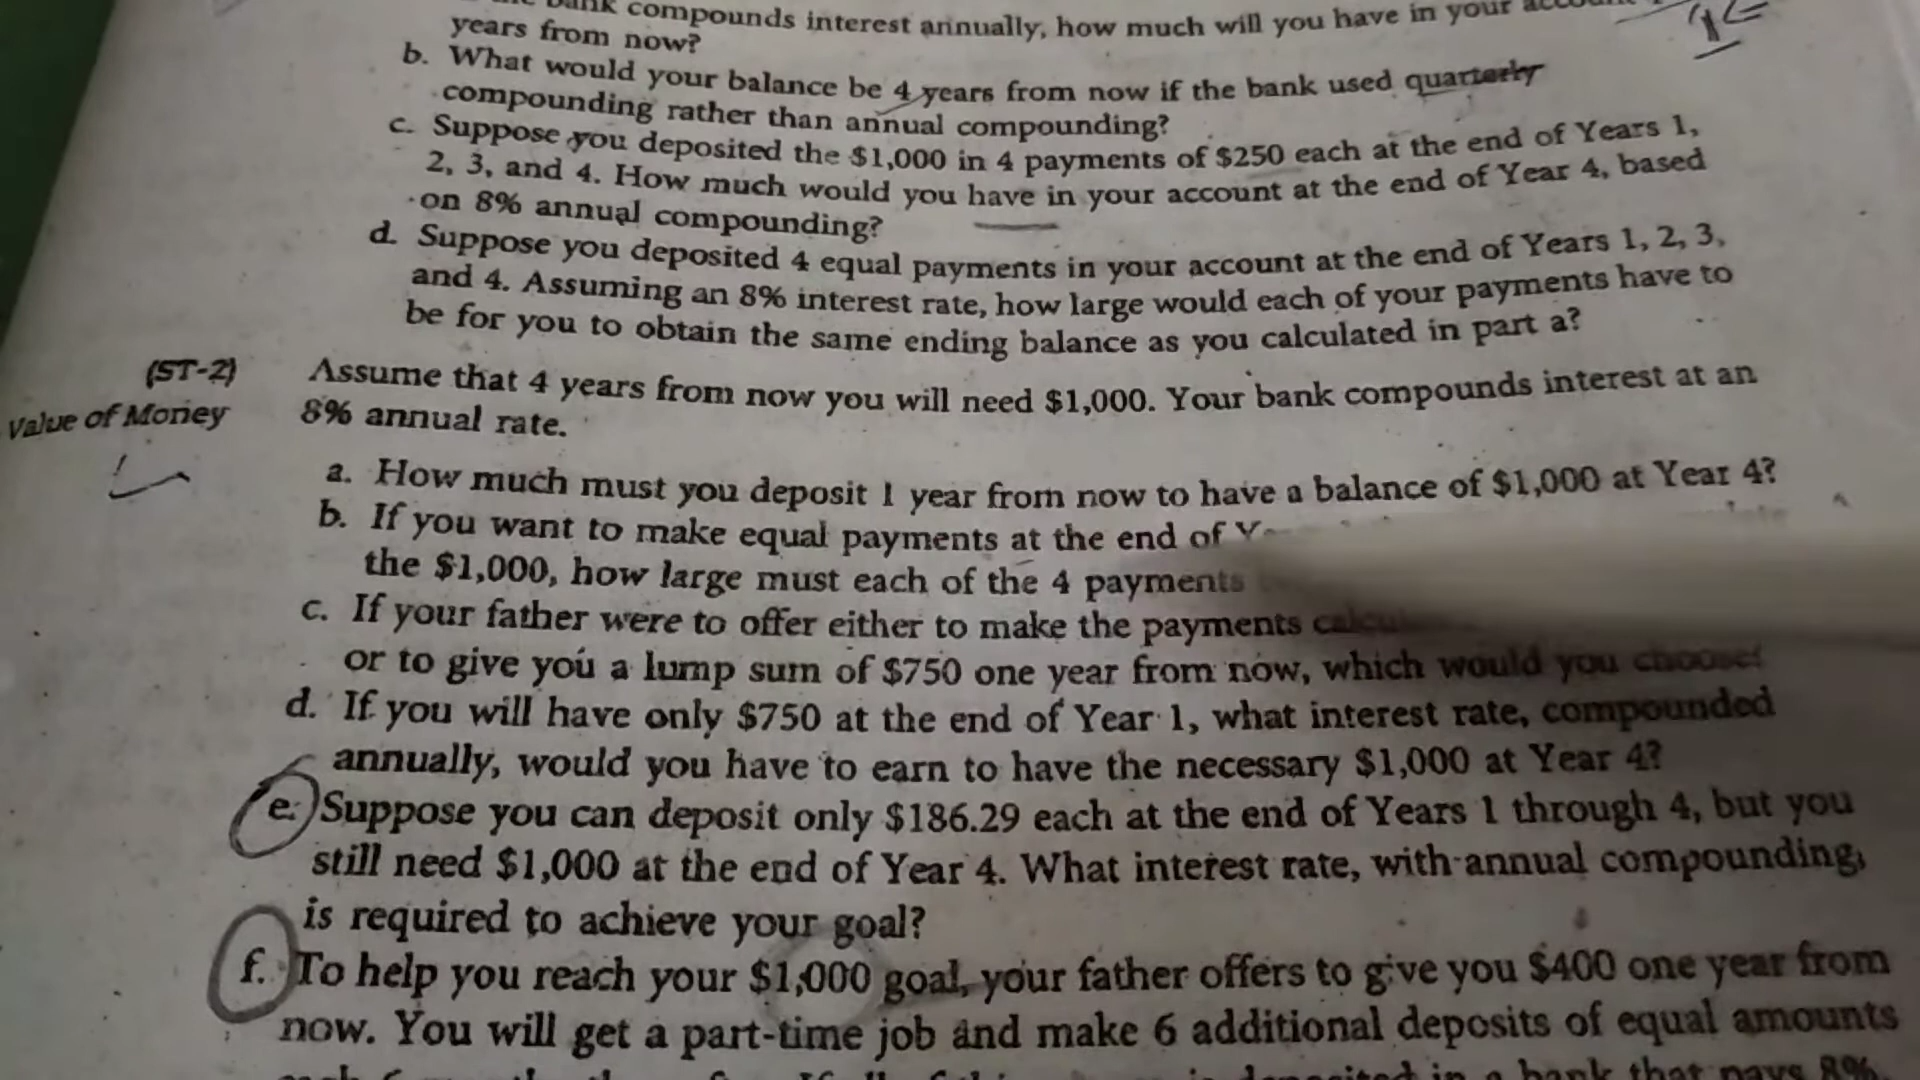 compounds interest annually, how much will you have in your
years from now?
b. What would your balance be 4 years from now if the bank used quarterly
compounding rather than annual compounding?
c. Suppose you deposited the $1,000 in 4 payments of $250 each at the end of Years 1,
2, 3, and 4. How much would you have in your account at the end of Year 4, based
on 8% annual compounding?
d. Suppose you deposited 4 equal payments in your account at the end of Years 1, 2, 3,
and 4. Assuming an 8% interest rate, how large would each of your payments have to
be for you to obtain the same ending balance as you calculated in part a?
(ST-2) Assume that 4 years from now you will need $1,000. Your bank compounds interest at an
Value of Money 8% annual rate.
a. How much must you deposit 1 year from now to have a balance of $1,000 at Year 4?
b. If you want to make equal payments at the end of
the $1,000, how large must each of the 4 payments
c. If your father were to offer either to make the payments
or to give you a lump sum of $750 one year from now, which would you choose?
d. If you will have only $750 at the end of Year 1, what interest rate, compounded
annually, would you have to earn to have the necessary $1,000 at Year 4?
e. Suppose you can deposit only $186.29 each at the end of Years 1 through 4, but you
still need $1,000 at the end of Year 4. What interest rate, with annual compounding,
is required to achieve your goal?
f. To help you reach your $1,000 goal, your father offers to give you $400 one year from
now. You will get a part-time job and make 6 additional deposits of equal amounts